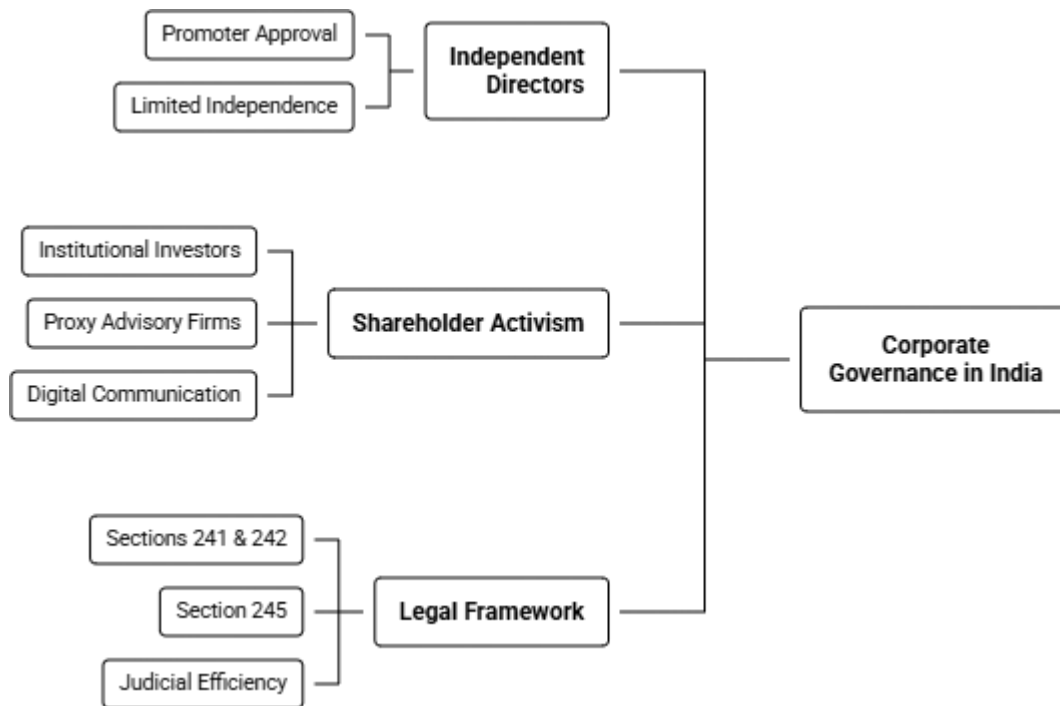 Promoter Approval
Limited Independence
Independent
Directors
Institutional Investors
Proxy Advisory Firms
Digital Communication
Shareholder Activism
Corporate
Governance in India
Sections 241 & 242
Section 245
Judicial Efficiency
Legal Framework